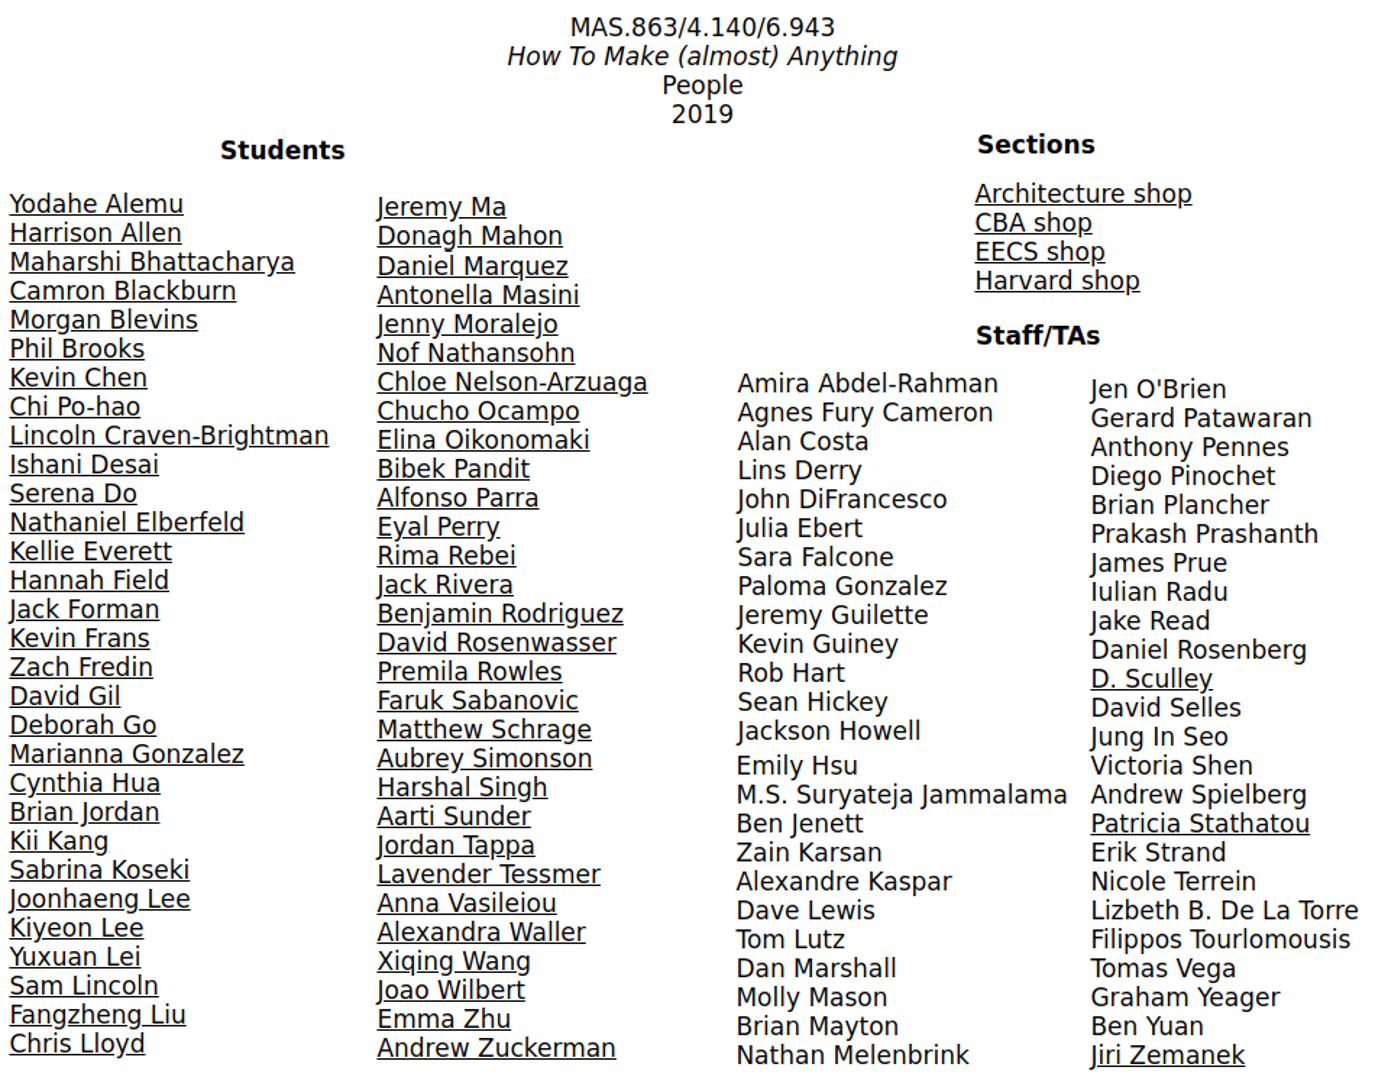 MAS.863/4.140/6.943
How To Make (almost) Anything
People
2019
Students
Yodahe Alemu
Harrison Allen
Maharshi Bhattacharya
Camron Blackburn
Morgan Blevins
Phil Brooks
Kevin Chen
Chi Po-hao
Lincoln Craven-Brightman
Ishani Desai
Serena Do
Nathaniel Elberfeld
Kellie Everett
Hannah Field
Jack Forman
Kevin Frans
Zach Fredin
David Gil
Deborah Go
Marianna Gonzalez
Cynthia Hua
Brian Jordan
Kii Kang
Sabrina Koseki
Joonhaeng Lee
Kiyeon Lee
Yuxuan Lei
Sam Lincoln
Fangzheng Liu
Chris Lloyd
Jeremy Ma
Donagh Mahon
Daniel Marquez
Antonella Masini
Jenny Moralejo
Nof Nathansohn
Chloe Nelson-Arzuaga
Chucho Ocampo
Elina Oikonomaki
Bibek Pandit
Alfonso Parra
Eyal Perry
Rima Rebei
Jack Rivera
Benjamin Rodriguez
David Rosenwasser
Premila Rowles
Faruk Sabanovic
Matthew Schrage
Aubrey Simonson
Harshal Singh
Aarti Sunder
Jordan Tappa
Lavender Tessmer
Anna Vasileiou
Alexandra Waller
Xiqing Wang
Joao Wilbert
Emma Zhu
Andrew Zuckerman
Sections
Architecture shop
CBA shop
EECS shop
Harvard shop
Staff/TAs
Amira Abdel-Rahman
Agnes Fury Cameron
Alan Costa
Lins Derry
John DiFrancesco
Julia Ebert
Sara Falcone
Paloma Gonzalez
Jeremy Guilette
Kevin Guiney
Rob Hart
Sean Hickey
Jackson Howell
Emily Hsu
M.S. Suryateja Jammalama
Ben Jenett
Zain Karsan
Alexandre Kaspar
Dave Lewis
Tom Lutz
Dan Marshall
Molly Mason
Brian Mayton
Nathan Melenbrink
Jen O'Brien
Gerard Patawaran
Anthony Pennes
Diego Pinochet
Brian Plancher
Prakash Prashanth
James Prue
Iulian Radu
Jake Read
Daniel Rosenberg
D. Sculley
David Selles
Jung In Seo
Victoria Shen
Andrew Spielberg
Patricia Stathatou
Erik Strand
Nicole Terrein
Lizbeth B. De La Torre
Filippos Tourlomousis
Tomas Vega
Graham Yeager
Ben Yuan
Jiri Zemanek